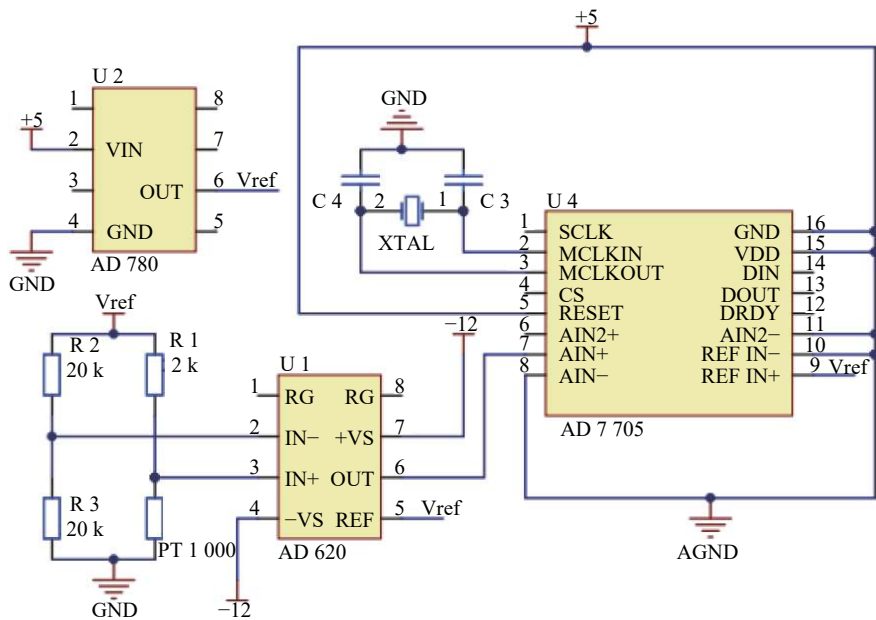 +5
U 2
1
8
+5
2
VIN
7
3
OUT
6
Vref
4
GND
5
GND
AD 780
GND
C 4
2
1
C 3
XTAL
U 4
1
SCLK
GND
16
2
MCLKIN
VDD
15
3
MCLKOUT
DIN
14
4
CS
DOUT
13
5
RESET
DRDY
12
6
AIN2+
AIN2−
11
7
AIN+
REF IN−
10
8
AIN−
REF IN+
9
Vref
AD 7 705
AGND
Vref
R 2
20 k
R 1
2 k
R 3
20 k
PT 1 000
GND
−12
U 1
1
RG
RG
8
2
IN−
+VS
7
3
IN+
OUT
6
4
−VS
REF
5
Vref
AD 620
−12